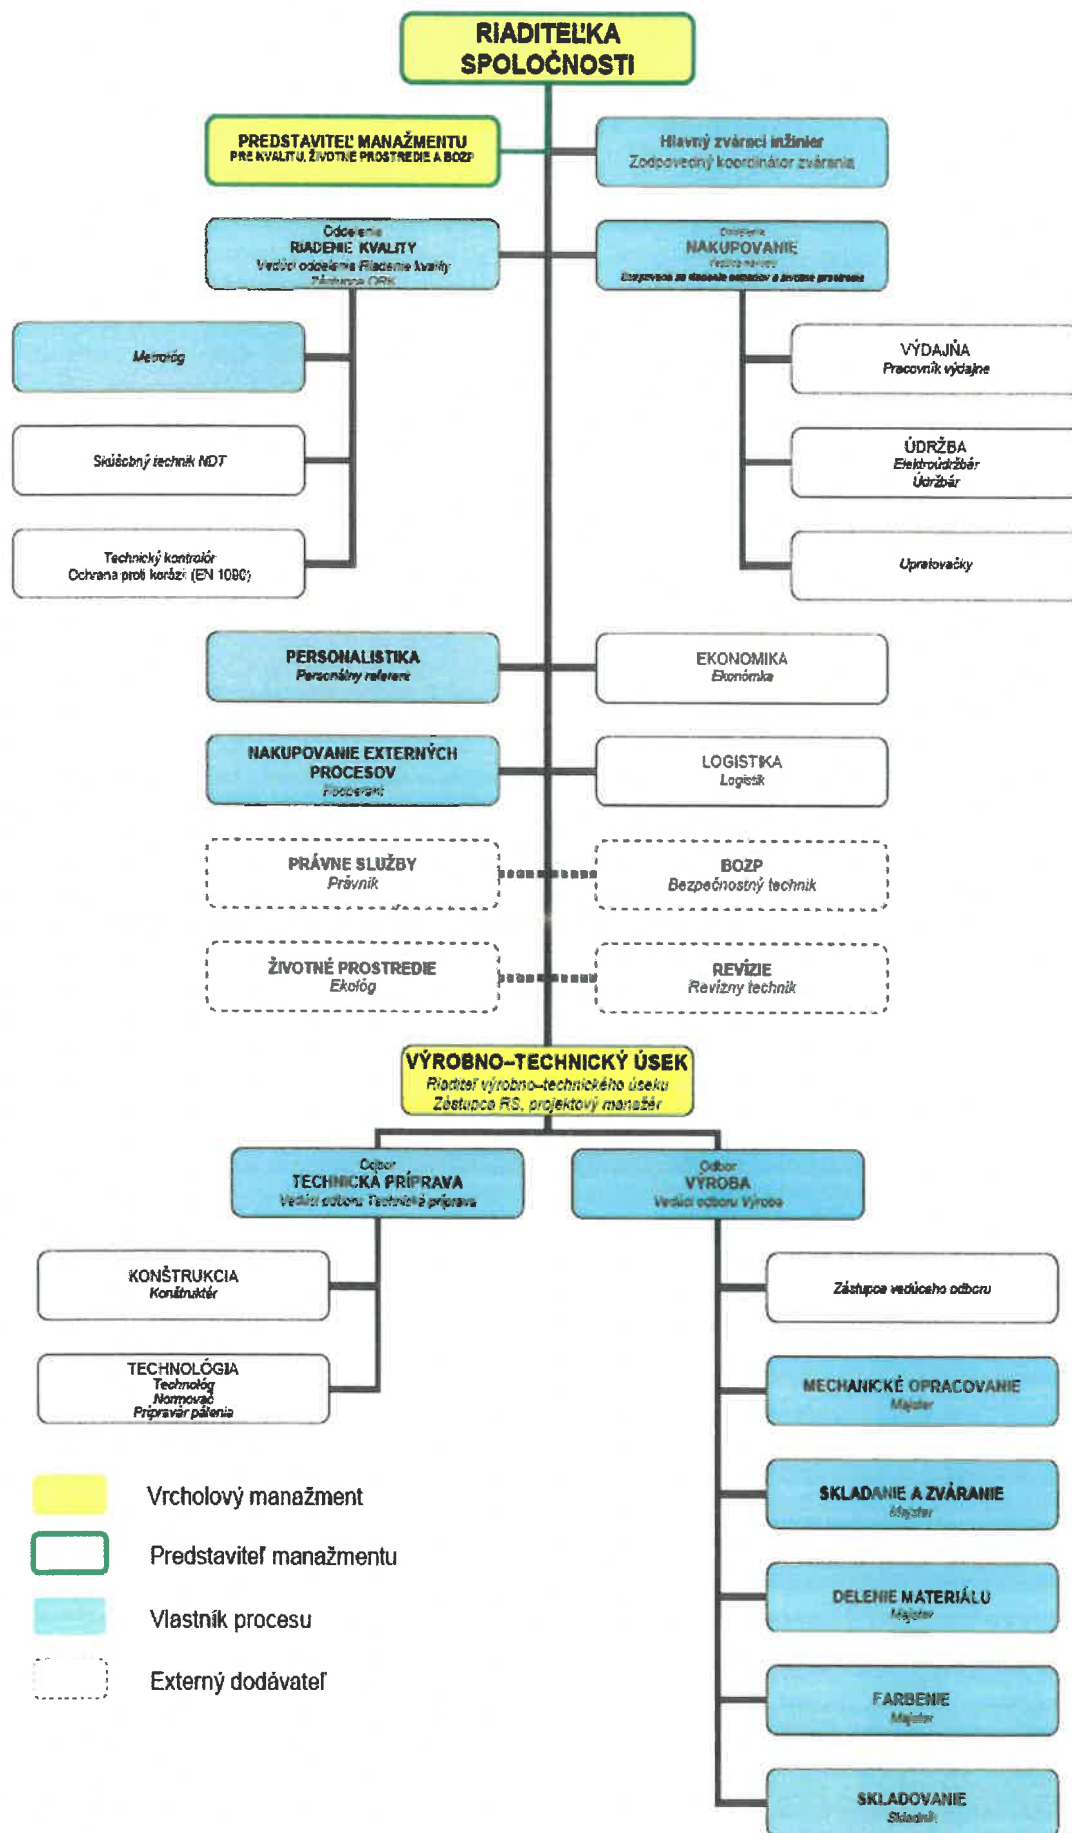 RIADITEĽKA
SPOLOČNOSTI
PREDSTAVITEĽ MANAŽMENTU
PRE KVALITU, ŽIVOTNÉ PROSTREDIE A BOZP
Hlavný zvárací inžinier
Zodpovedný koordinátor zvárania
Oddelenie
RIADENIE KVALITY
Vedúci oddelenia Riadenie kvality
Zástupca ORK
Oddelenie
NAKUPOVANIE
Metrológ
VÝDAJŇA
Pracovník výdajne
Skúšobný technik NDT
ÚDRŽBA
Elektroúdržbár
Údržbár
Technický kontrolór
Ochrana proti korózii (EN 1090)
Upratovačky
PERSONALISTIKA
Personálny referent
EKONOMIKA
Ekonómka
NAKUPOVANIE EXTERNÝCH
PROCESOV
Kooperant
LOGISTIKA
Logistik
PRÁVNE SLUŽBY
Právnik
BOZP
Bezpečnostný technik
ŽIVOTNÉ PROSTREDIE
Ekológ
REVÍZIE
Revízny technik
VÝROBNO–TECHNICKÝ ÚSEK
Riaditeľ výrobno–technického úseku
Zástupca RS, projektový manažér
Odbor
TECHNICKÁ PRÍPRAVA
Vedúci odboru Technická príprava
Odbor
VÝROBA
Vedúci odboru Výroba
KONŠTRUKCIA
Konštruktér
Zástupca vedúceho odboru
TECHNOLÓGIA
Technológ
Normovač
Prípravár pálenia
MECHANICKÉ OPRACOVANIE
Majster
SKLADANIE A ZVÁRANIE
Majster
DELENIE MATERIÁLU
Majster
FARBENIE
Majster
SKLADOVANIE
Skladník
Vrcholový manažment
Predstaviteľ manažmentu
Vlastník procesu
Externý dodávateľ